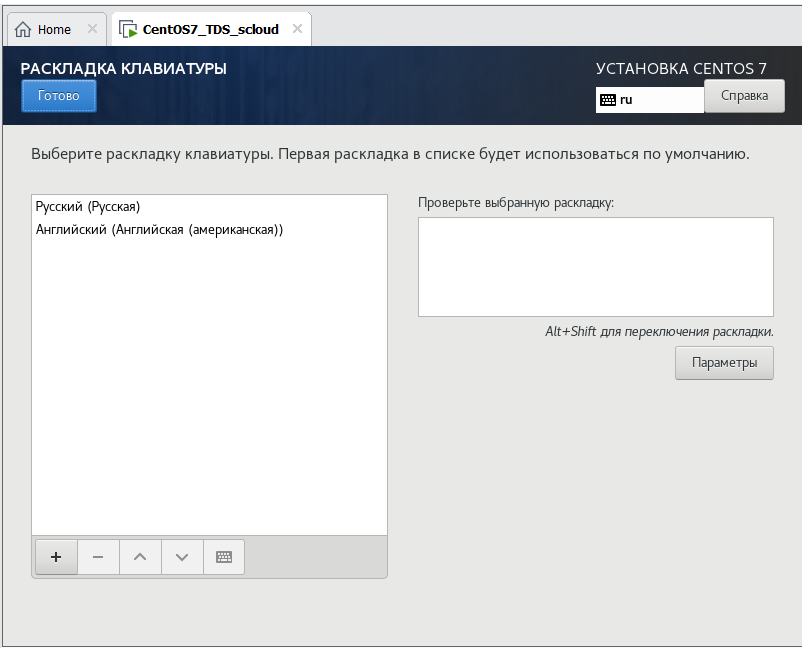 Home
CentOS7_TDS_scloud
РАСКЛАДКА КЛАВИАТУРЫ
УСТАНОВКА CENTOS 7
Готово
ru
Справка
Выберите раскладку клавиатуры. Первая раскладка в списке будет использоваться по умолчанию.
Русский (Русская)
Английский (Английская (американская))
Проверьте выбранную раскладку:
Alt+Shift для переключения раскладки.
Параметры